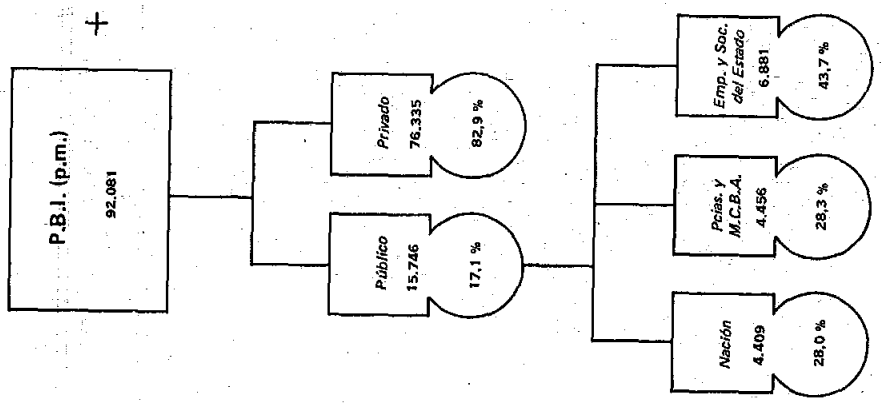 +
P.B.I. (p.m.)
92.081
Público
15.746
17,1 %
Privado
76.335
82,9 %
Nación
4.409
28,0 %
Pcias. y
M.C.B.A.
4.456
28,3 %
Emp. y Soc.
del Estado
6.881
43,7 %